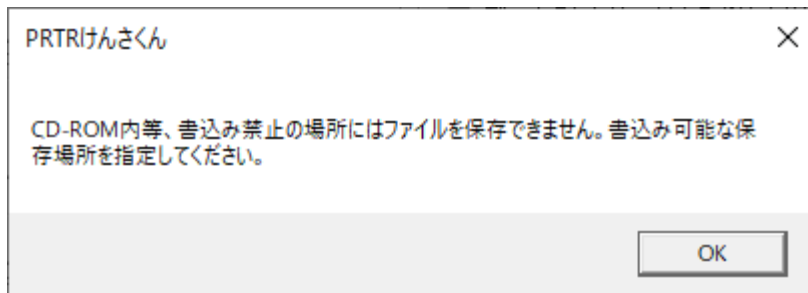 PRTRけんさくん
CD-ROM内等、書込み禁止の場所にはファイルを保存できません。書込み可能な保
存場所を指定してください。
OK